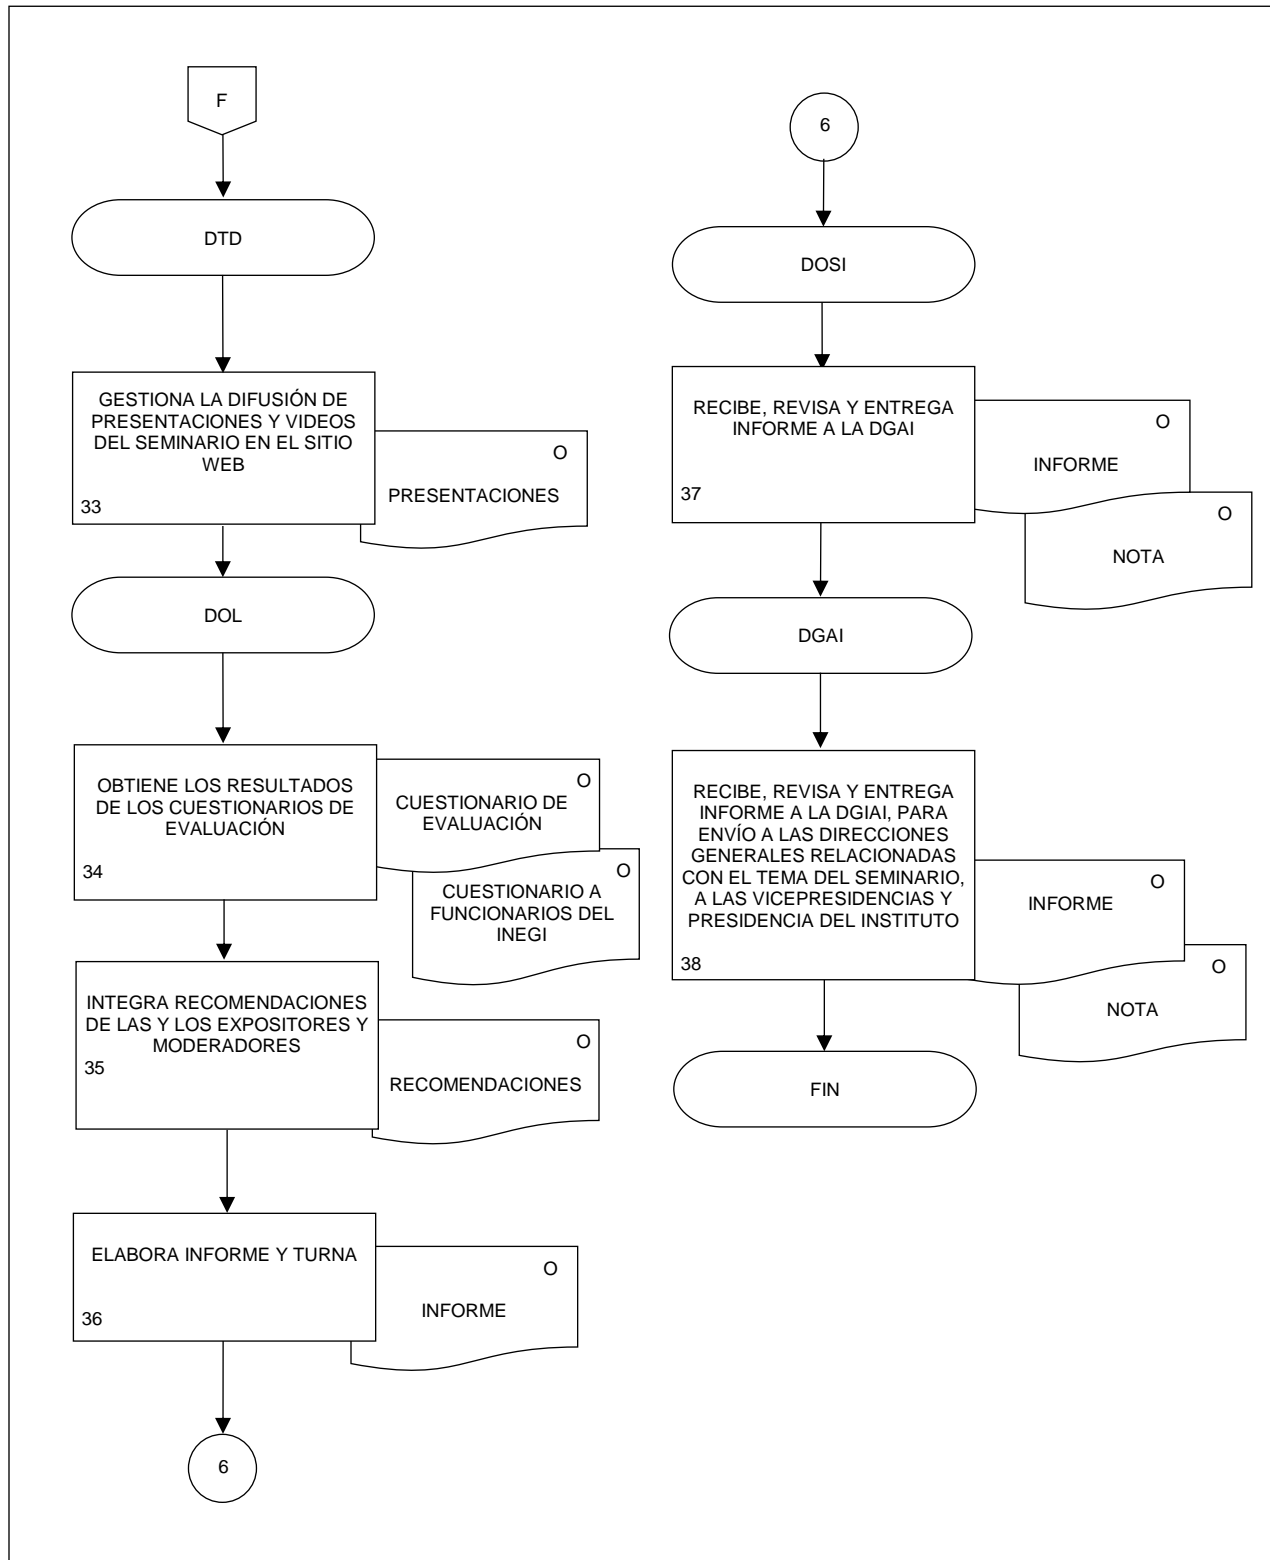 F
DTD
GESTIONA LA DIFUSIÓN DE
PRESENTACIONES Y VIDEOS
DEL SEMINARIO EN EL SITIO
WEB
33
O
PRESENTACIONES
DOL
OBTIENE LOS RESULTADOS
DE LOS CUESTIONARIOS DE
EVALUACIÓN
34
O
CUESTIONARIO DE
EVALUACIÓN
O
CUESTIONARIO A
FUNCIONARIOS DEL
INEGI
INTEGRA RECOMENDACIONES
DE LAS Y LOS EXPOSITORES Y
MODERADORES
35
O
RECOMENDACIONES
ELABORA INFORME Y TURNA
36
O
INFORME
6
6
DOSI
RECIBE, REVISA Y ENTREGA
INFORME A LA DGAI
37
O
INFORME
O
NOTA
DGAI
RECIBE, REVISA Y ENTREGA
INFORME A LA DGIAI, PARA
ENVÍO A LAS DIRECCIONES
GENERALES RELACIONADAS
CON EL TEMA DEL SEMINARIO,
A LAS VICEPRESIDENCIAS Y
PRESIDENCIA DEL INSTITUTO
38
O
INFORME
O
NOTA
FIN